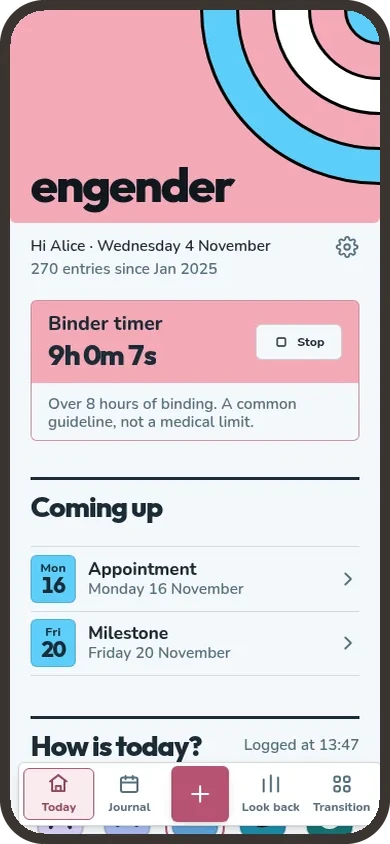 engender
Hi Alice · Wednesday 4 November
270 entries since Jan 2025
Binder timer
9h 0m 7s
Stop
Over 8 hours of binding. A common
guideline, not a medical limit.
Coming up
Mon
16
Appointment
Monday 16 November
Fri
20
Milestone
Friday 20 November
How is today?
Logged at 13:47
Today
Journal
Look back
Transition